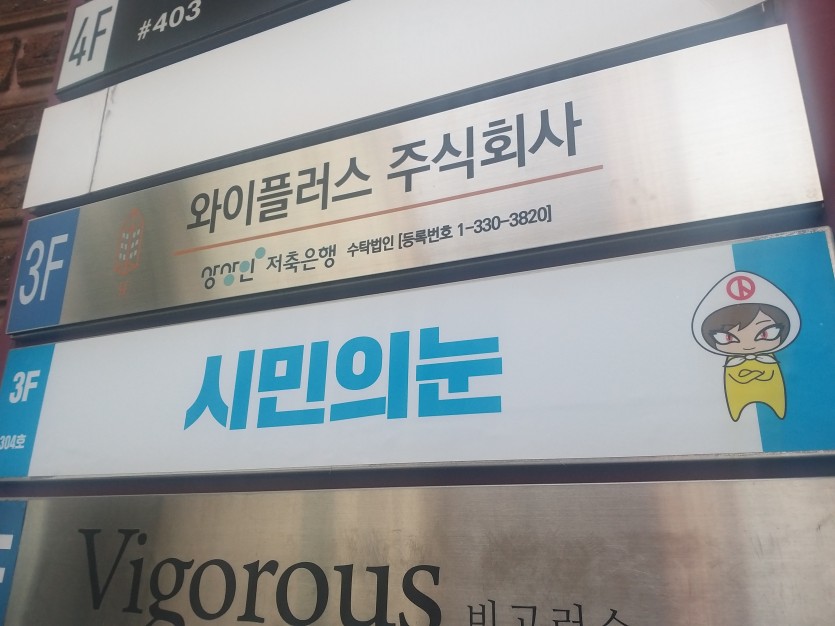 4F #403
와이플러스 주식회사
3F
상상인 저축은행 수탁법인 [등록번호 1-330-3820]
3F
시민의눈
304호
Vigorous 비고러스